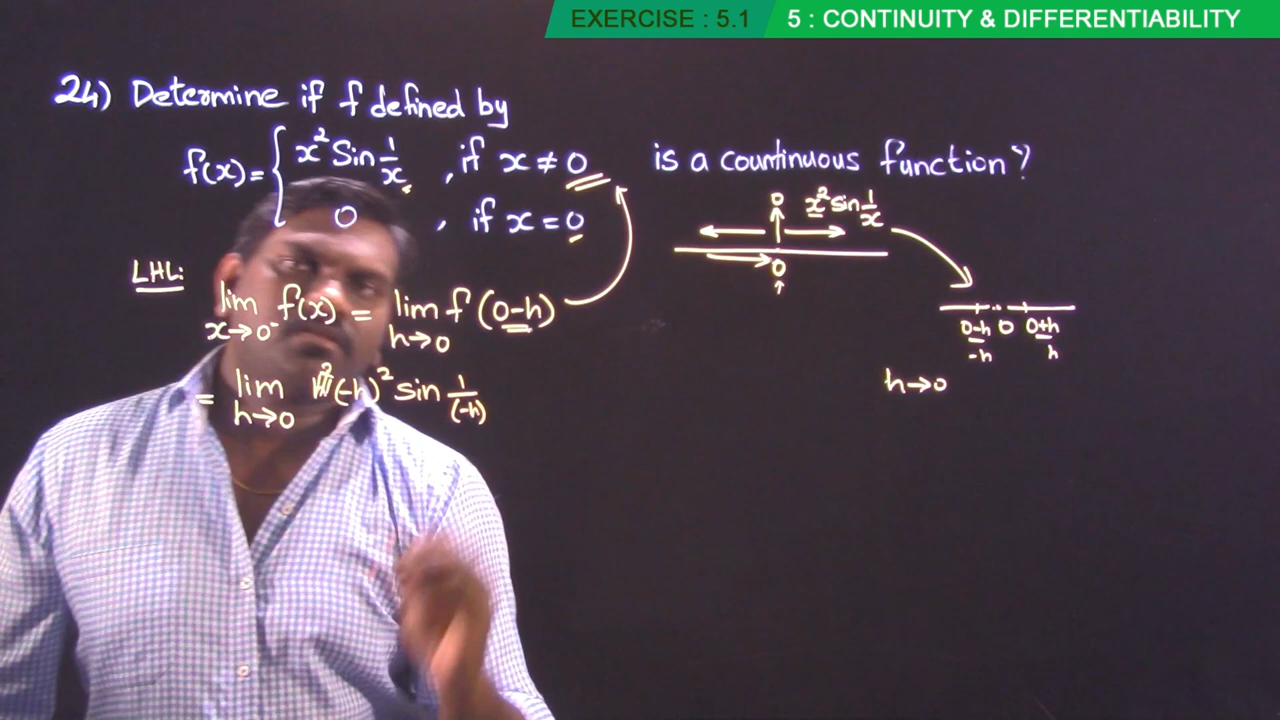 EXERCISE : 5.1 5 : CONTINUITY & DIFFERENTIABILITY
24) Determine if f defined by
f(x) = { x² Sin 1/x , if x ≠ 0 is a countinuous function?
0 , if x = 0
0 x² sin 1/x
0
LHL:
lim x→0⁻ f(x) = lim h→0 f (0-h)
0-h 0 0+h
-h h
h→0
= lim h→0 (-h)² sin 1/(-h)